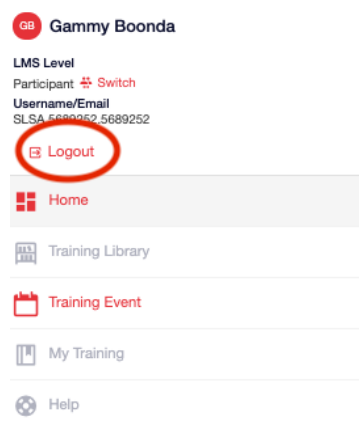 GB Gammy Boonda
LMS Level
Participant Switch
Username/Email
SLSA.5689252.5689252
Logout
Home
Training Library
Training Event
My Training
Help